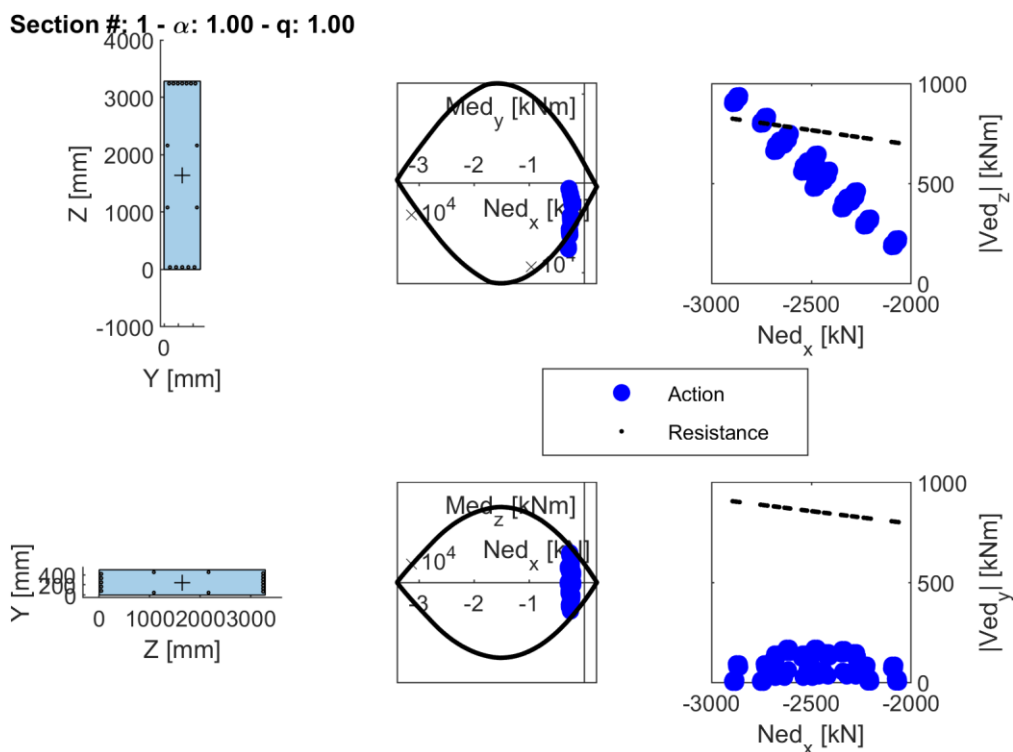 Section #: 1 - α: 1.00 - q: 1.00
4000
3000
2000
1000
0
-1000
Z [mm]
0
Y [mm]
Med_y [kNm]
-3 -2 -1
Ned_x [kN]
×10^4
1000
500
0
|Ved_z| [kNm]
-3000 -2500 -2000
Ned_x [kN]
Action
Resistance
400
200
0
Y [mm]
0 1000 2000 3000
Z [mm]
Med_z [kNm]
Ned_x [kN]
×10^4
-3 -2 -1
1000
500
0
|Ved_y| [kNm]
-3000 -2500 -2000
Ned_x [kN]